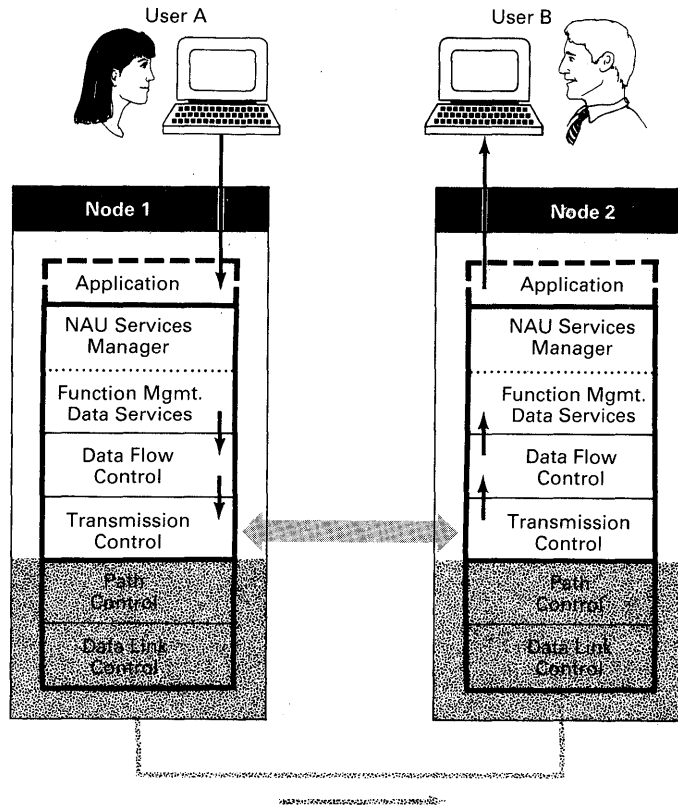 User A
User B
Node 1
Application
NAU Services
Manager
Function Mgmt.
Data Services
Data Flow
Control
Transmission
Control
Path
Control
Data Link
Control
Node 2
Application
NAU Services
Manager
Function Mgmt.
Data Services
Data Flow
Control
Transmission
Control
Path
Control
Data Link
Control